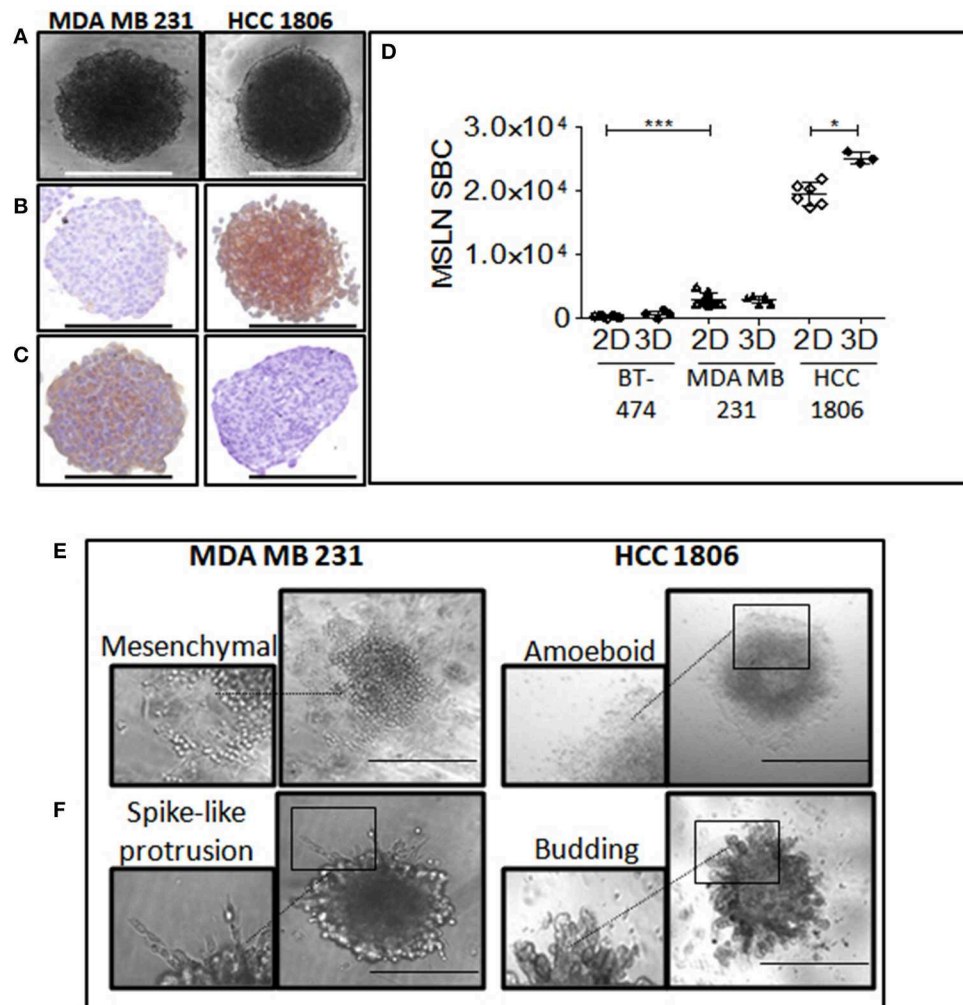 MDA MB 231 HCC 1806
A
B
C
D
MSLN SBC
3.0x10⁴
2.0x10⁴
1.0x10⁴
0
***
*
2D 3D 2D 3D 2D 3D
BT- MDA MB HCC
474 231 1806
E
MDA MB 231 HCC 1806
Mesenchymal
Amoeboid
F
Spike-like
protrusion
Budding